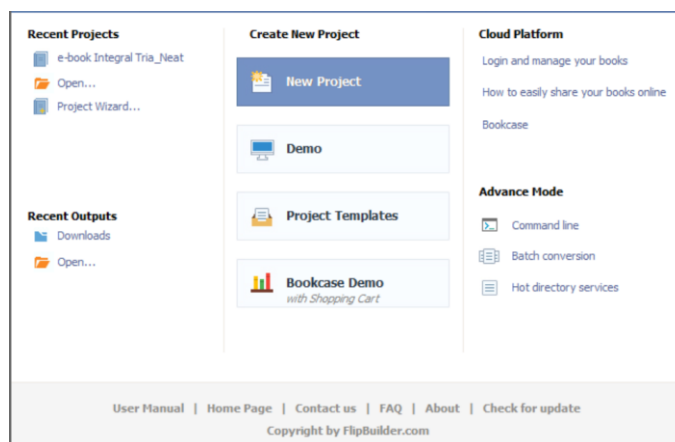 Recent Projects
e-book Integral Tria_Neat
Open...
Project Wizard...
Recent Outputs
Downloads
Open...
Create New Project
New Project
Demo
Project Templates
Bookcase Demo
with Shopping Cart
Cloud Platform
Login and manage your books
How to easily share your books online
Bookcase
Advance Mode
Command line
Batch conversion
Hot directory services
User Manual | Home Page | Contact us | FAQ | About | Check for update
Copyright by FlipBuilder.com